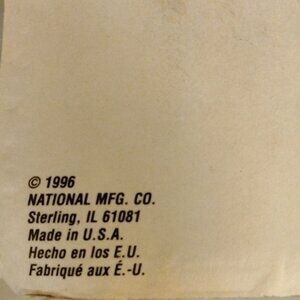 © 1996
NATIONAL MFG. CO.
Sterling, IL 61081
Made in U.S.A.
Hecho en los E.U.
Fabriqué aux É.-U.